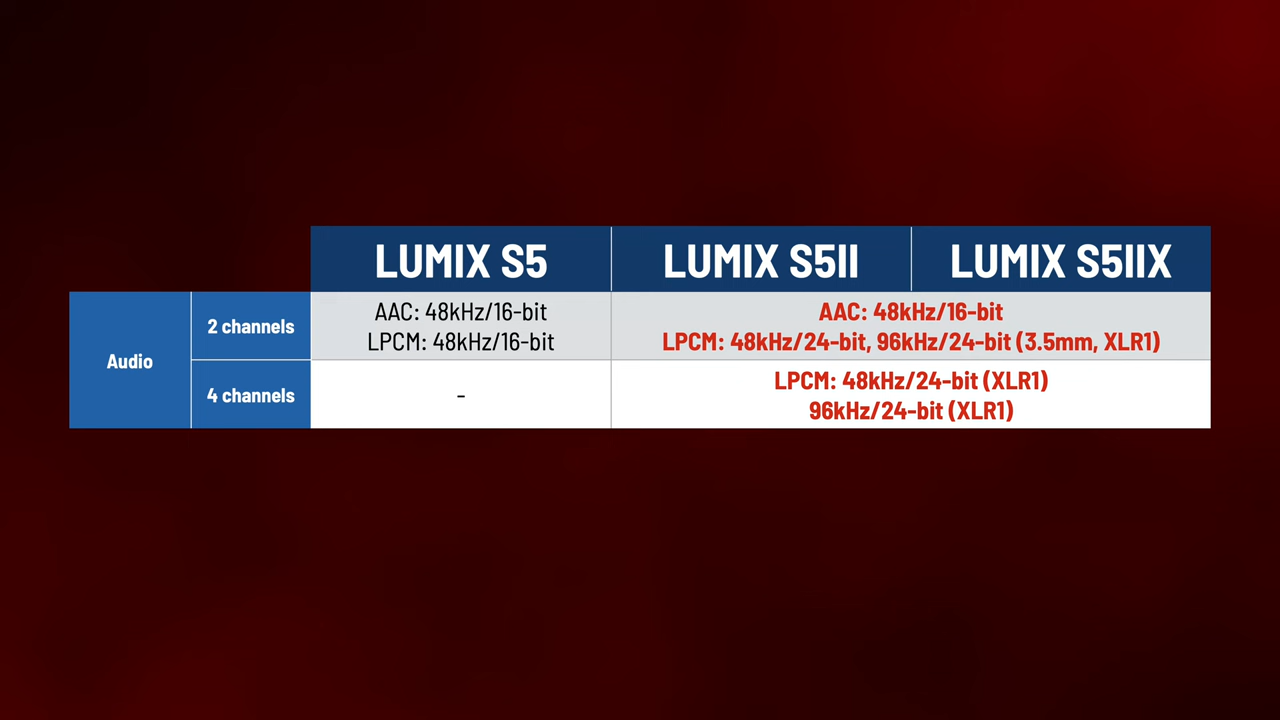 LUMIX S5 LUMIX S5II LUMIX S5IIX
Audio
2 channels
AAC: 48kHz/16-bit
LPCM: 48kHz/16-bit
AAC: 48kHz/16-bit
LPCM: 48kHz/24-bit, 96kHz/24-bit (3.5mm, XLR1)
4 channels
-
LPCM: 48kHz/24-bit (XLR1)
96kHz/24-bit (XLR1)